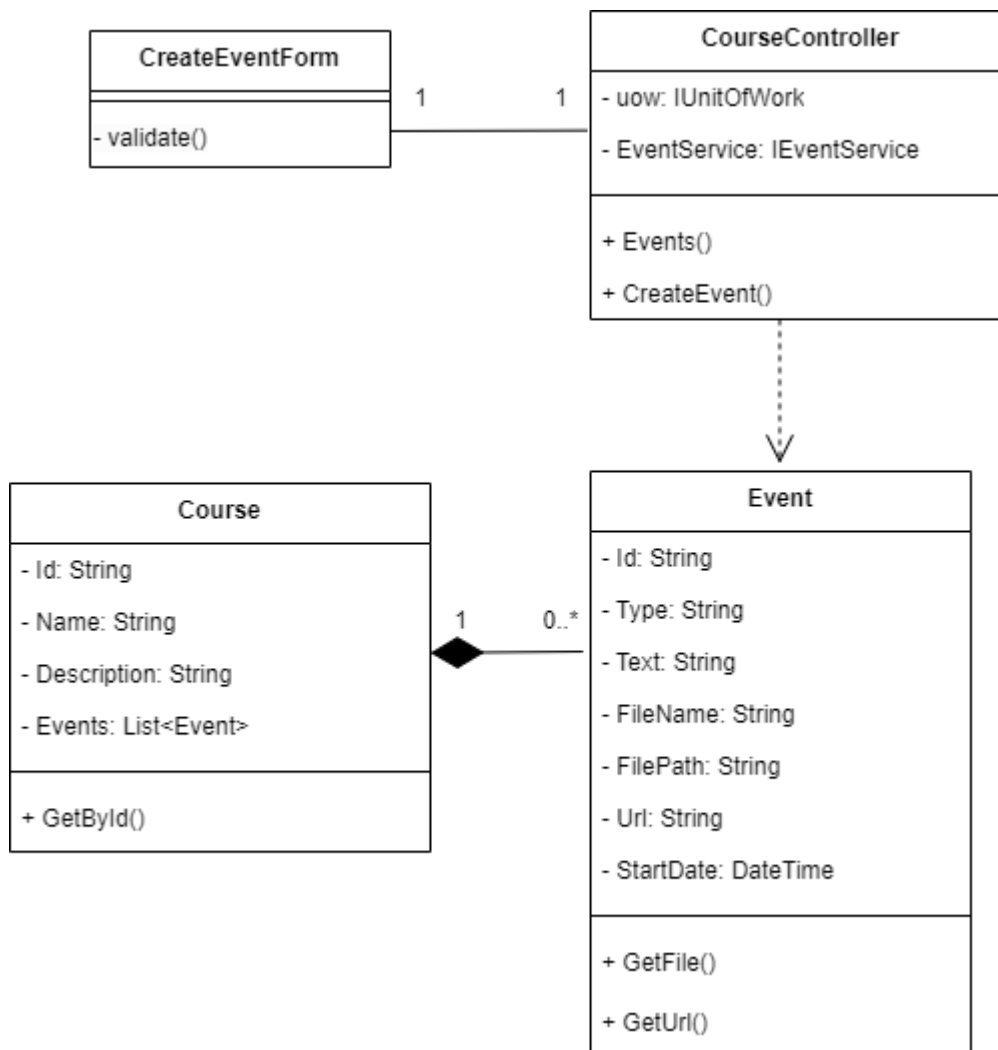 CreateEventForm
- validate()
1
1
CourseController
- uow: IUnitOfWork
- EventService: IEventService
+ Events()
+ CreateEvent()
Course
- Id: String
- Name: String
- Description: String
- Events: List<Event>
+ GetById()
1
0..*
Event
- Id: String
- Type: String
- Text: String
- FileName: String
- FilePath: String
- Url: String
- StartDate: DateTime
+ GetFile()
+ GetUrl()